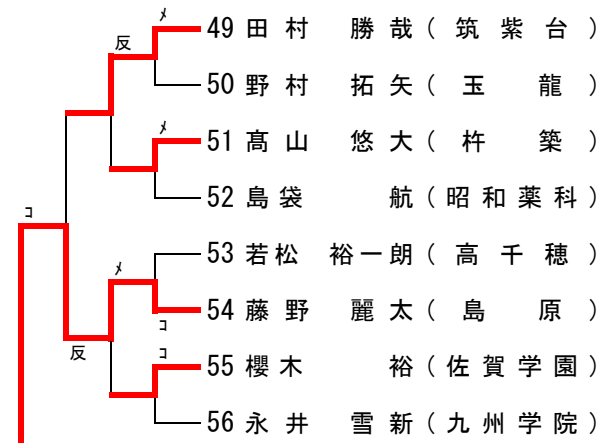 ﾒ
49 田村 勝哉 ( 筑紫台 )
反
50 野村 拓矢 ( 玉龍 )
ﾒ
51 髙山 悠大 ( 杵築 )
52 島袋 航 ( 昭和薬科 )
ｺ
53 若松 裕一朗 ( 高千穂 )
ﾒ
54 藤野 麗太 ( 島原 )
ｺ
反
ｺ
55 櫻木 裕 ( 佐賀学園 )
56 永井 雪新 ( 九州学院 )